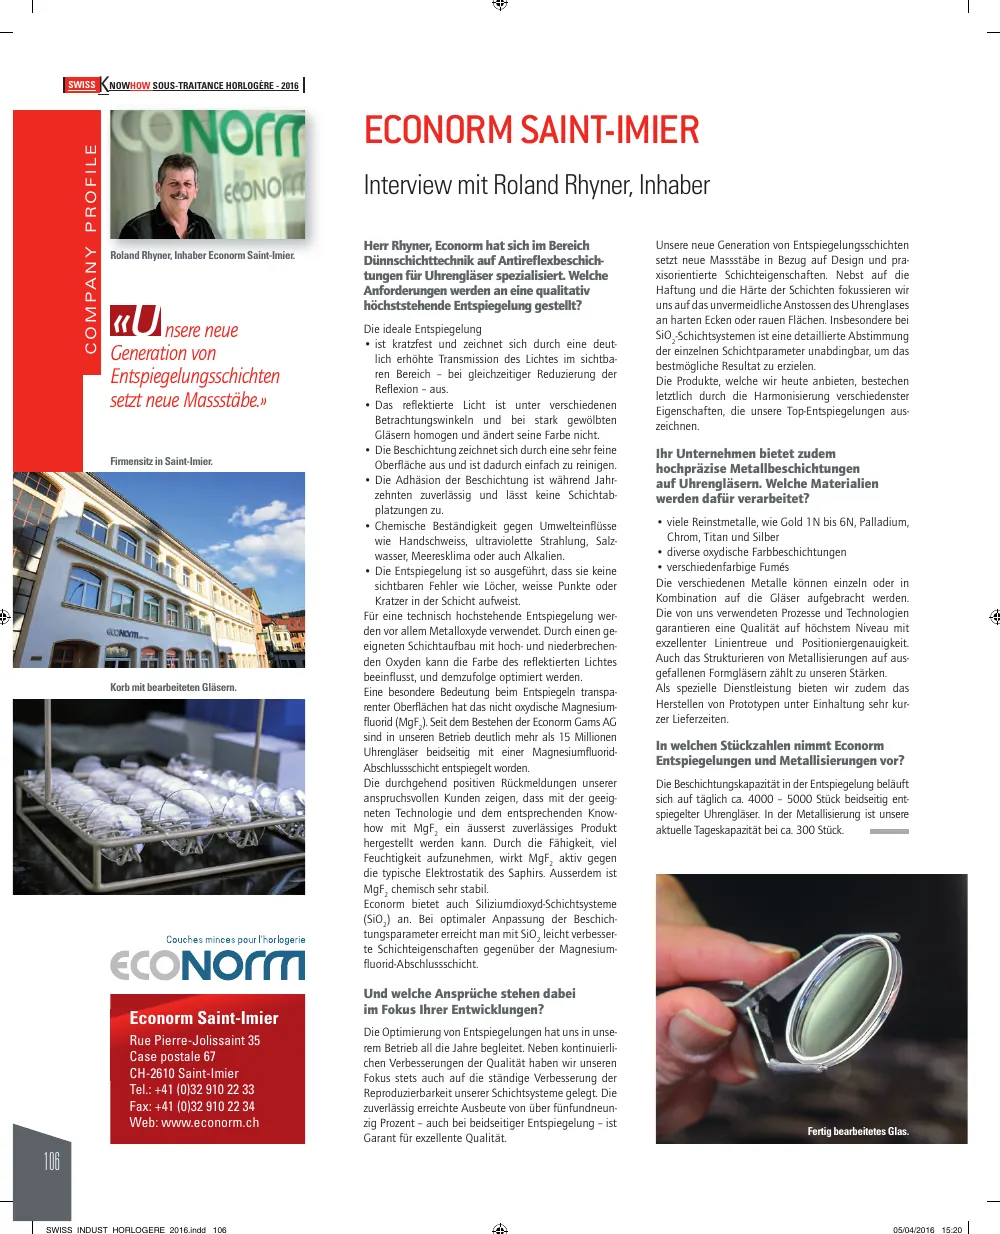 SWISS KNOWHOW SOUS-TRAITANCE HORLOGÈRE - 2016
COMPANY PROFILE
Roland Rhyner, Inhaber Econorm Saint-Imier.
«Unsere neue
Generation von
Entspiegelungsschichten
setzt neue Massstäbe.»
Firmensitz in Saint-Imier.
Korb mit bearbeiteten Gläsern.
Couches minces pour l'horlogerie
ECONORM
Econorm Saint-Imier
Rue Pierre-Jolissaint 35
Case postale 67
CH-2610 Saint-Imier
Tel.: +41 (0)32 910 22 33
Fax: +41 (0)32 910 22 34
Web: www.econorm.ch
106
ECONORM SAINT-IMIER
Interview mit Roland Rhyner, Inhaber
Herr Rhyner, Econorm hat sich im Bereich
Dünnschichttechnik auf Antireflexbeschich-
tungen für Uhrengläser spezialisiert. Welche
Anforderungen werden an eine qualitativ
höchststehende Entspiegelung gestellt?
Die ideale Entspiegelung
• ist kratzfest und zeichnet sich durch eine deut-
lich erhöhte Transmission des Lichtes im sichtba-
ren Bereich – bei gleichzeitiger Reduzierung der
Reflexion – aus.
• Das reflektierte Licht ist unter verschiedenen
Betrachtungswinkeln und bei stark gewölbten
Gläsern homogen und ändert seine Farbe nicht.
• Die Beschichtung zeichnet sich durch eine sehr feine
Oberfläche aus und ist dadurch einfach zu reinigen.
• Die Adhäsion der Beschichtung ist während Jahr-
zehnten zuverlässig und lässt keine Schichtab-
platzungen zu.
• Chemische Beständigkeit gegen Umwelteinflüsse
wie Handschweiss, ultraviolette Strahlung, Salz-
wasser, Meeresklima oder auch Alkalien.
• Die Entspiegelung ist so ausgeführt, dass sie keine
sichtbaren Fehler wie Löcher, weisse Punkte oder
Kratzer in der Schicht aufweist.
Für eine technisch hochstehende Entspiegelung wer-
den vor allem Metalloxyde verwendet. Durch einen ge-
eigneten Schichtaufbau mit hoch- und niederbrechen-
den Oxyden kann die Farbe des reflektierten Lichtes
beeinflusst, und demzufolge optimiert werden.
Eine besondere Bedeutung beim Entspiegeln transpa-
renter Oberflächen hat das nicht oxydische Magnesium-
fluorid (MgF2). Seit dem Bestehen der Econorm Gams AG
sind in unseren Betrieb deutlich mehr als 15 Millionen
Uhrengläser beidseitig mit einer Magnesiumfluorid-
Abschlussschicht entspiegelt worden.
Die durchgehend positiven Rückmeldungen unserer
anspruchsvollen Kunden zeigen, dass mit der geeig-
neten Technologie und dem entsprechenden Know-
how mit MgF2 ein äusserst zuverlässiges Produkt
hergestellt werden kann. Durch die Fähigkeit, viel
Feuchtigkeit aufzunehmen, wirkt MgF2 aktiv gegen
die typische Elektrostatik des Saphirs. Ausserdem ist
MgF2 chemisch sehr stabil.
Econorm bietet auch Siliziumdioxyd-Schichtsysteme
(SiO2) an. Bei optimaler Anpassung der Beschich-
tungsparameter erreicht man mit SiO2 leicht verbesser-
te Schichteigenschaften gegenüber der Magnesium-
fluorid-Abschlussschicht.
Und welche Ansprüche stehen dabei
im Fokus Ihrer Entwicklungen?
Die Optimierung von Entspiegelungen hat uns in unse-
rem Betrieb all die Jahre begleitet. Neben kontinuierli-
chen Verbesserungen der Qualität haben wir unseren
Fokus stets auch auf die ständige Verbesserung der
Reproduzierbarkeit unserer Schichtsysteme gelegt. Die
zuverlässig erreichte Ausbeute von über fünfundneun-
zig Prozent – auch bei beidseitiger Entspiegelung – ist
Garant für exzellente Qualität.
Unsere neue Generation von Entspiegelungsschichten
setzt neue Massstäbe in Bezug auf Design und pra-
xisorientierte Schichteigenschaften. Nebst auf die
Haftung und die Härte der Schichten fokussieren wir
uns auf das unvermeidliche Anstossen des Uhrenglases
an harten Ecken oder rauen Flächen. Insbesondere bei
SiO2-Schichtsystemen ist eine detaillierte Abstimmung
der einzelnen Schichtparameter unabdingbar, um das
bestmögliche Resultat zu erzielen.
Die Produkte, welche wir heute anbieten, bestechen
letztlich durch die Harmonisierung verschiedenster
Eigenschaften, die unsere Top-Entspiegelungen aus-
zeichnen.
Ihr Unternehmen bietet zudem
hochpräzise Metallbeschichtungen
auf Uhrengläsern. Welche Materialien
werden dafür verarbeitet?
• viele Reinstmetalle, wie Gold 1N bis 6N, Palladium,
Chrom, Titan und Silber
• diverse oxydische Farbbeschichtungen
• verschiedenfarbige Fumés
Die verschiedenen Metalle können einzeln oder in
Kombination auf die Gläser aufgebracht werden.
Die von uns verwendeten Prozesse und Technologien
garantieren eine Qualität auf höchstem Niveau mit
exzellenter Linientreue und Positioniergenauigkeit.
Auch das Strukturieren von Metallisierungen auf aus-
gefallenen Formgläsern zählt zu unseren Stärken.
Als spezielle Dienstleistung bieten wir zudem das
Herstellen von Prototypen unter Einhaltung sehr kur-
zer Lieferzeiten.
In welchen Stückzahlen nimmt Econorm
Entspiegelungen und Metallisierungen vor?
Die Beschichtungskapazität in der Entspiegelung beläuft
sich auf täglich ca. 4000 – 5000 Stück beidseitig ent-
spiegelter Uhrengläser. In der Metallisierung ist unsere
aktuelle Tageskapazität bei ca. 300 Stück.
Fertig bearbeitetes Glas.
SWISS_INDUST_HORLOGERE_2016.indd 106
05/04/2016 15:20